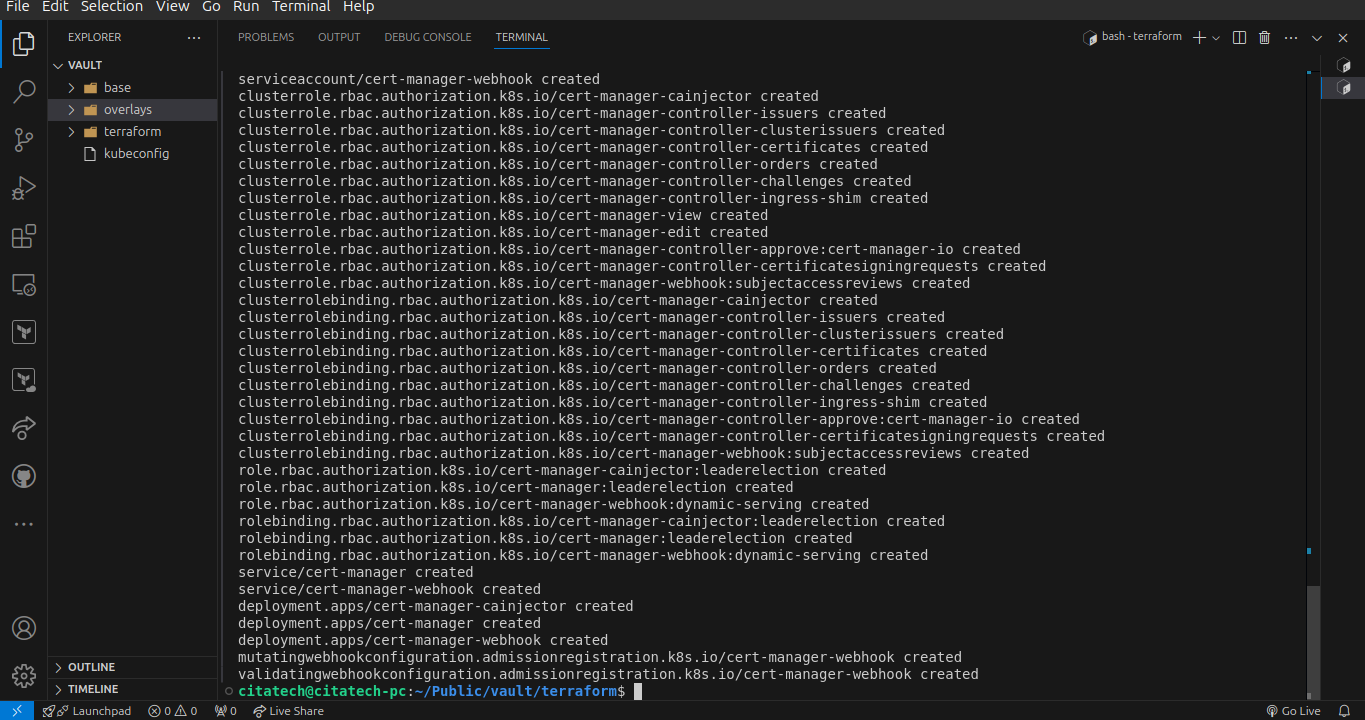 File Edit Selection View Go Run Terminal Help
EXPLORER
VAULT
base
overlays
terraform
kubeconfig
OUTLINE
TIMELINE
PROBLEMS OUTPUT DEBUG CONSOLE TERMINAL
bash - terraform
serviceaccount/cert-manager-webhook created
clusterrole.rbac.authorization.k8s.io/cert-manager-cainjector created
clusterrole.rbac.authorization.k8s.io/cert-manager-controller-issuers created
clusterrole.rbac.authorization.k8s.io/cert-manager-controller-clusterissuers created
clusterrole.rbac.authorization.k8s.io/cert-manager-controller-certificates created
clusterrole.rbac.authorization.k8s.io/cert-manager-controller-orders created
clusterrole.rbac.authorization.k8s.io/cert-manager-controller-challenges created
clusterrole.rbac.authorization.k8s.io/cert-manager-controller-ingress-shim created
clusterrole.rbac.authorization.k8s.io/cert-manager-view created
clusterrole.rbac.authorization.k8s.io/cert-manager-edit created
clusterrole.rbac.authorization.k8s.io/cert-manager-controller-approve:cert-manager-io created
clusterrole.rbac.authorization.k8s.io/cert-manager-controller-certificatesigningrequests created
clusterrole.rbac.authorization.k8s.io/cert-manager-webhook:subjectaccessreviews created
clusterrolebinding.rbac.authorization.k8s.io/cert-manager-cainjector created
clusterrolebinding.rbac.authorization.k8s.io/cert-manager-controller-issuers created
clusterrolebinding.rbac.authorization.k8s.io/cert-manager-controller-clusterissuers created
clusterrolebinding.rbac.authorization.k8s.io/cert-manager-controller-certificates created
clusterrolebinding.rbac.authorization.k8s.io/cert-manager-controller-orders created
clusterrolebinding.rbac.authorization.k8s.io/cert-manager-controller-challenges created
clusterrolebinding.rbac.authorization.k8s.io/cert-manager-controller-ingress-shim created
clusterrolebinding.rbac.authorization.k8s.io/cert-manager-controller-approve:cert-manager-io created
clusterrolebinding.rbac.authorization.k8s.io/cert-manager-controller-certificatesigningrequests created
clusterrolebinding.rbac.authorization.k8s.io/cert-manager-webhook:subjectaccessreviews created
role.rbac.authorization.k8s.io/cert-manager-cainjector:leaderelection created
role.rbac.authorization.k8s.io/cert-manager:leaderelection created
role.rbac.authorization.k8s.io/cert-manager-webhook:dynamic-serving created
rolebinding.rbac.authorization.k8s.io/cert-manager-cainjector:leaderelection created
rolebinding.rbac.authorization.k8s.io/cert-manager:leaderelection created
rolebinding.rbac.authorization.k8s.io/cert-manager-webhook:dynamic-serving created
service/cert-manager created
service/cert-manager-webhook created
deployment.apps/cert-manager-cainjector created
deployment.apps/cert-manager created
deployment.apps/cert-manager-webhook created
mutatingwebhookconfiguration.admissionregistration.k8s.io/cert-manager-webhook created
validatingwebhookconfiguration.admissionregistration.k8s.io/cert-manager-webhook created
citatech@citatech-pc:~/Public/vault/terraform$
Launchpad 0 0 0 Live Share Go Live